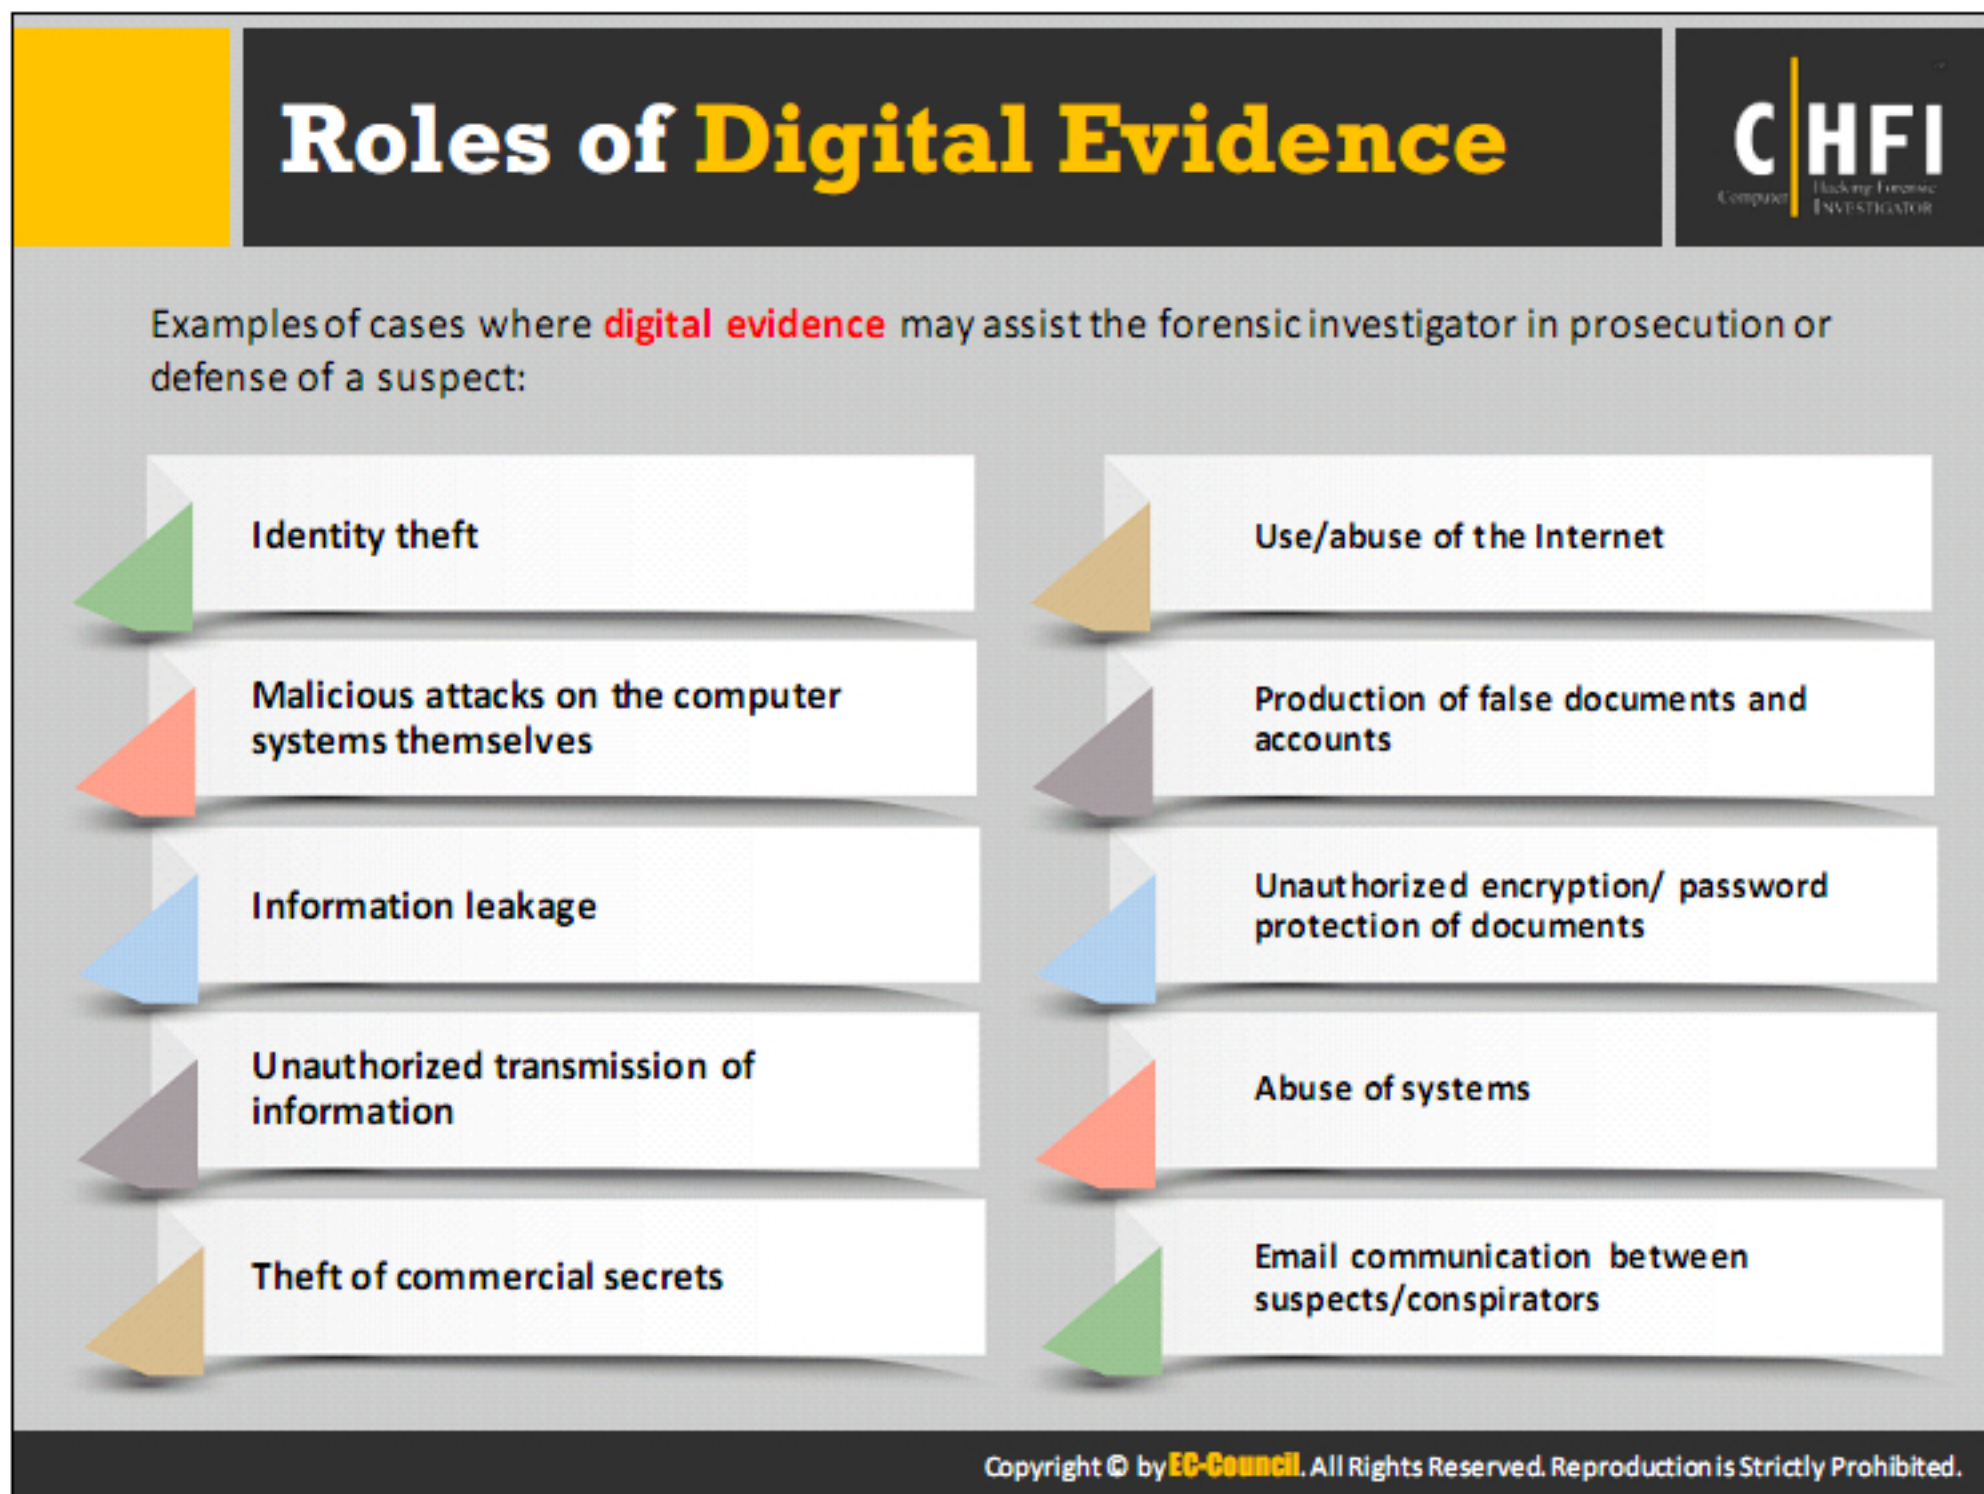 Roles of Digital Evidence
CHFI
Computer
Hacking Forensic
INVESTIGATOR
Examples of cases where digital evidence may assist the forensic investigator in prosecution or
defense of a suspect:
Identity theft
Malicious attacks on the computer
systems themselves
Information leakage
Unauthorized transmission of
information
Theft of commercial secrets
Use/abuse of the Internet
Production of false documents and
accounts
Unauthorized encryption/ password
protection of documents
Abuse of systems
Email communication between
suspects/conspirators
Copyright © by EC-Council. All Rights Reserved. Reproduction is Strictly Prohibited.